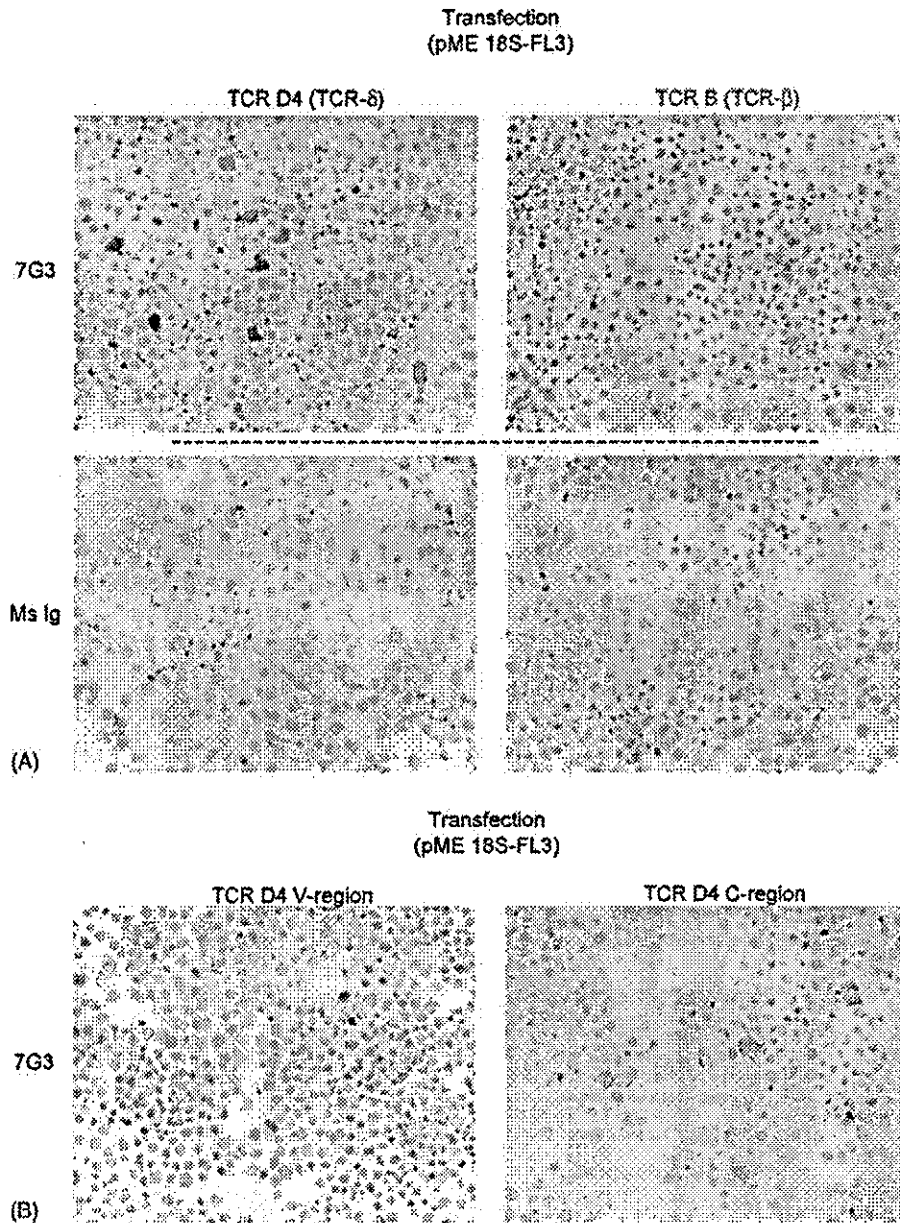 Transfection
(pME 18S-FL3)
TCR D4 (TCR-δ) TCR B (TCR-β)
7G3
Ms Ig
(A)
Transfection
(pME 18S-FL3)
TCR D4 V-region TCR D4 C-region
7G3
(B)